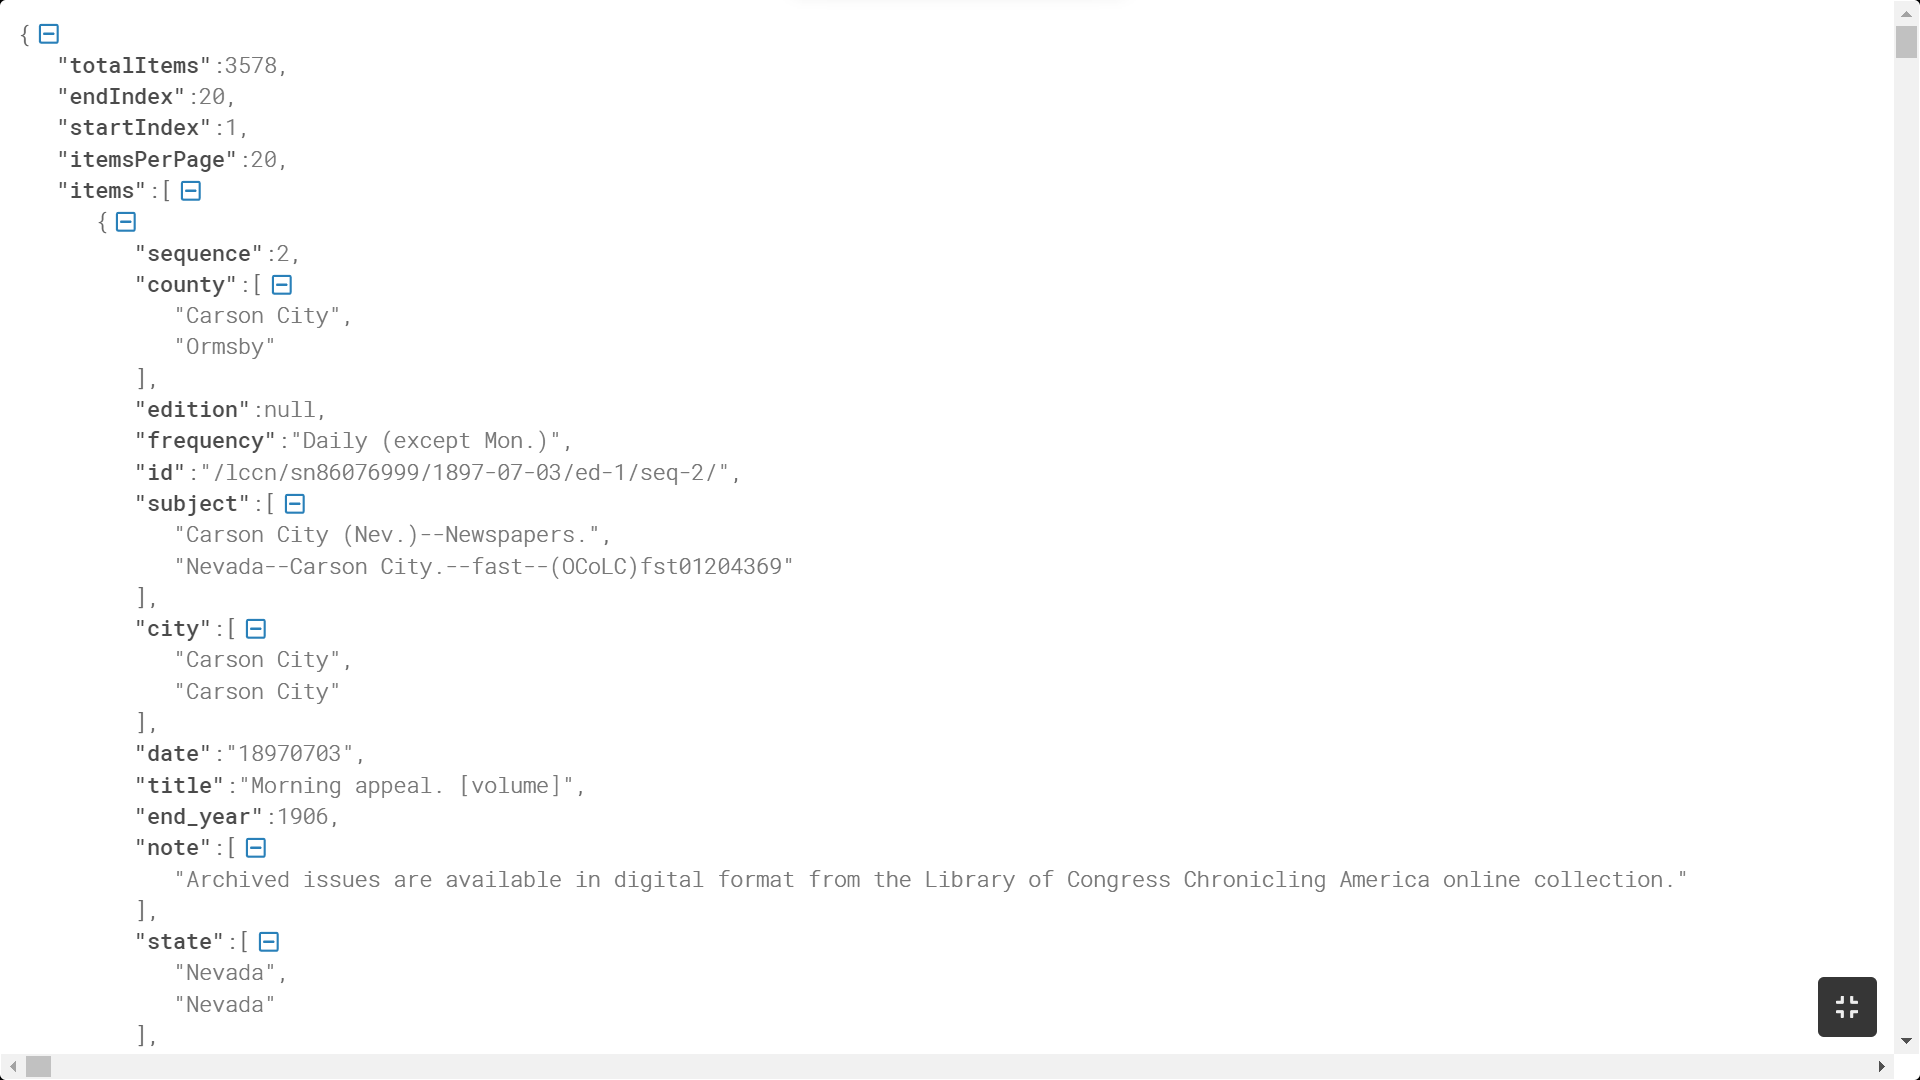 {
"totalItems":3578,
"endIndex":20,
"startIndex":1,
"itemsPerPage":20,
"items":[
{
"sequence":2,
"county":[
"Carson City",
"Ormsby"
],
"edition":null,
"frequency":"Daily (except Mon.)",
"id":"/lccn/sn86076999/1897-07-03/ed-1/seq-2/",
"subject":[
"Carson City (Nev.)--Newspapers.",
"Nevada--Carson City.--fast--(OCoLC)fst01204369"
],
"city":[
"Carson City",
"Carson City"
],
"date":"18970703",
"title":"Morning appeal. [volume]",
"end_year":1906,
"note":[
"Archived issues are available in digital format from the Library of Congress Chronicling America online collection."
],
"state":[
"Nevada",
"Nevada"
],